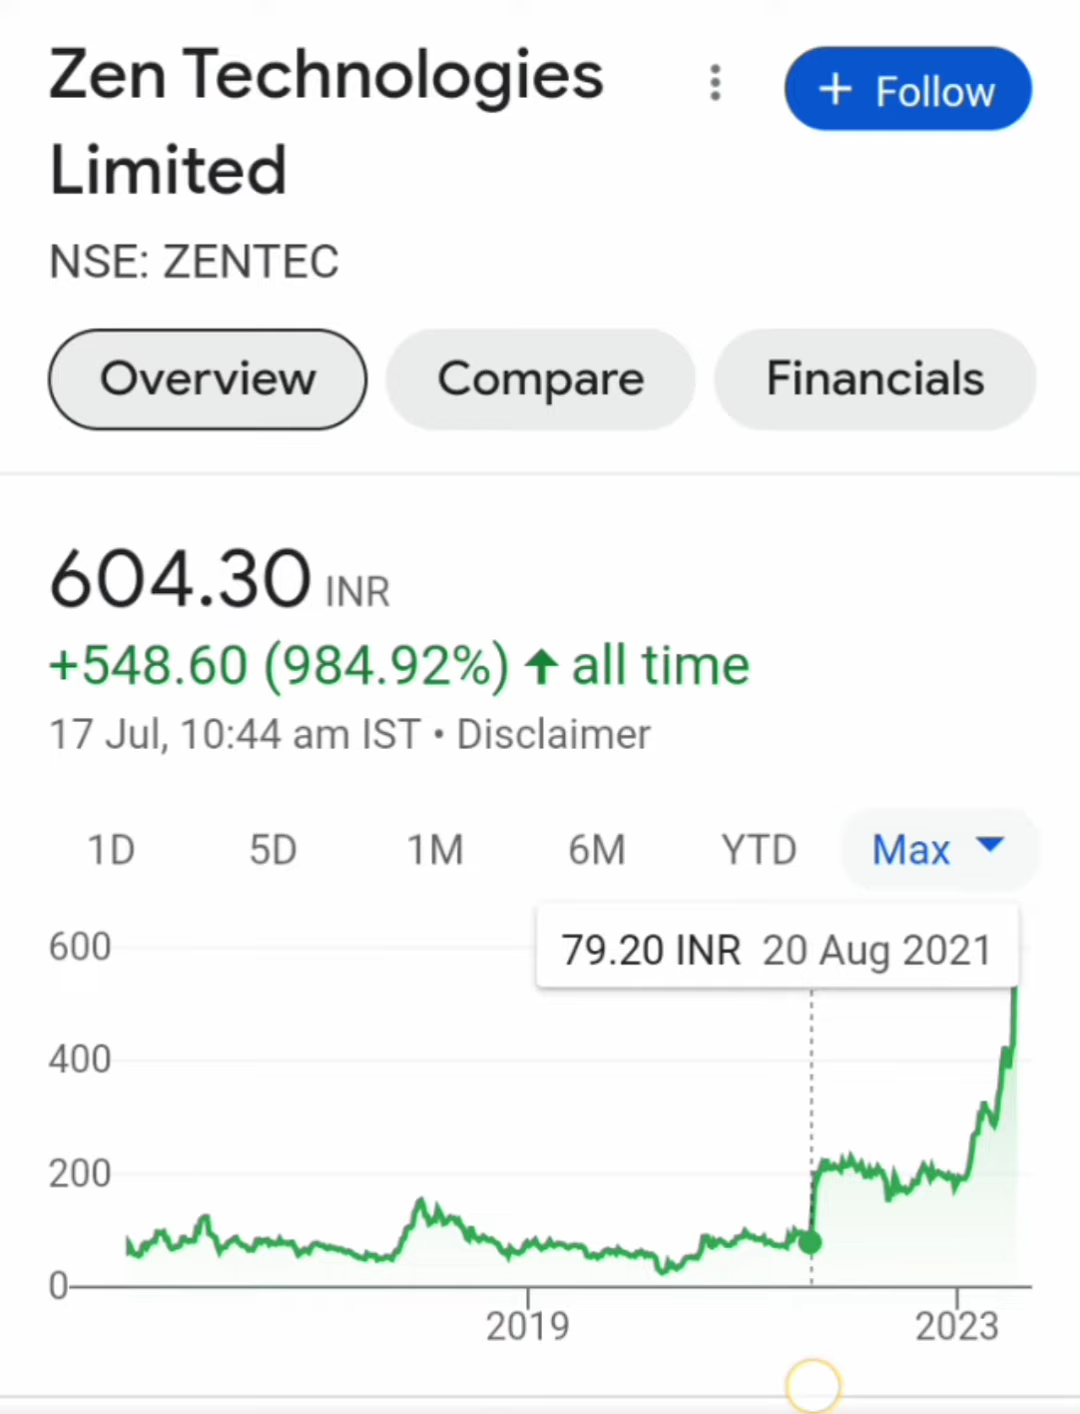 Zen Technologies
Limited
+ Follow
NSE: ZENTEC
Overview Compare Financials
604.30 INR
+548.60 (984.92%) ↑ all time
17 Jul, 10:44 am IST • Disclaimer
1D 5D 1M 6M YTD Max
79.20 INR 20 Aug 2021
600
400
200
0
2019 2023